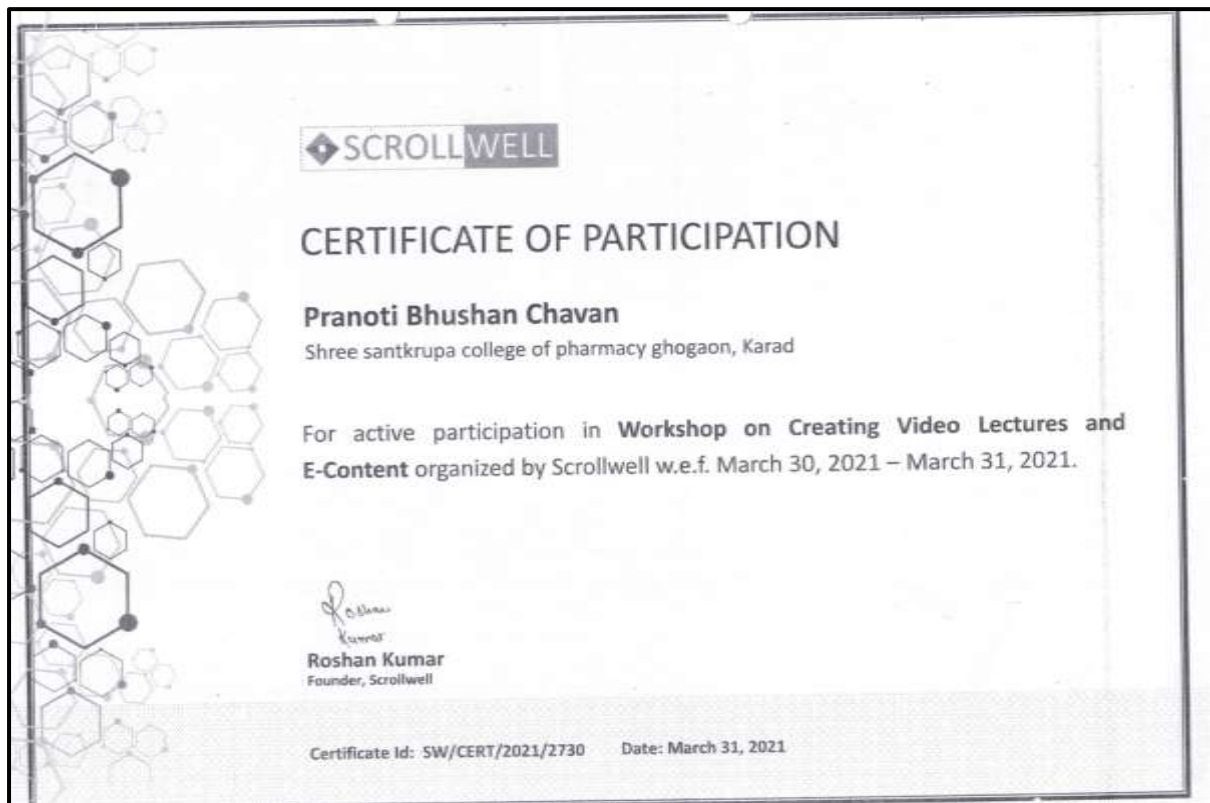 SCROLLWELL
CERTIFICATE OF PARTICIPATION
Pranoti Bhushan Chavan
Shree santkrupa college of pharmacy ghogaon, Karad
For active participation in Workshop on Creating Video Lectures and
E-Content organized by Scrollwell w.e.f. March 30, 2021 – March 31, 2021.
Roshan
Kumar
Roshan Kumar
Founder, Scrollwell
Certificate Id: SW/CERT/2021/2730 Date: March 31, 2021